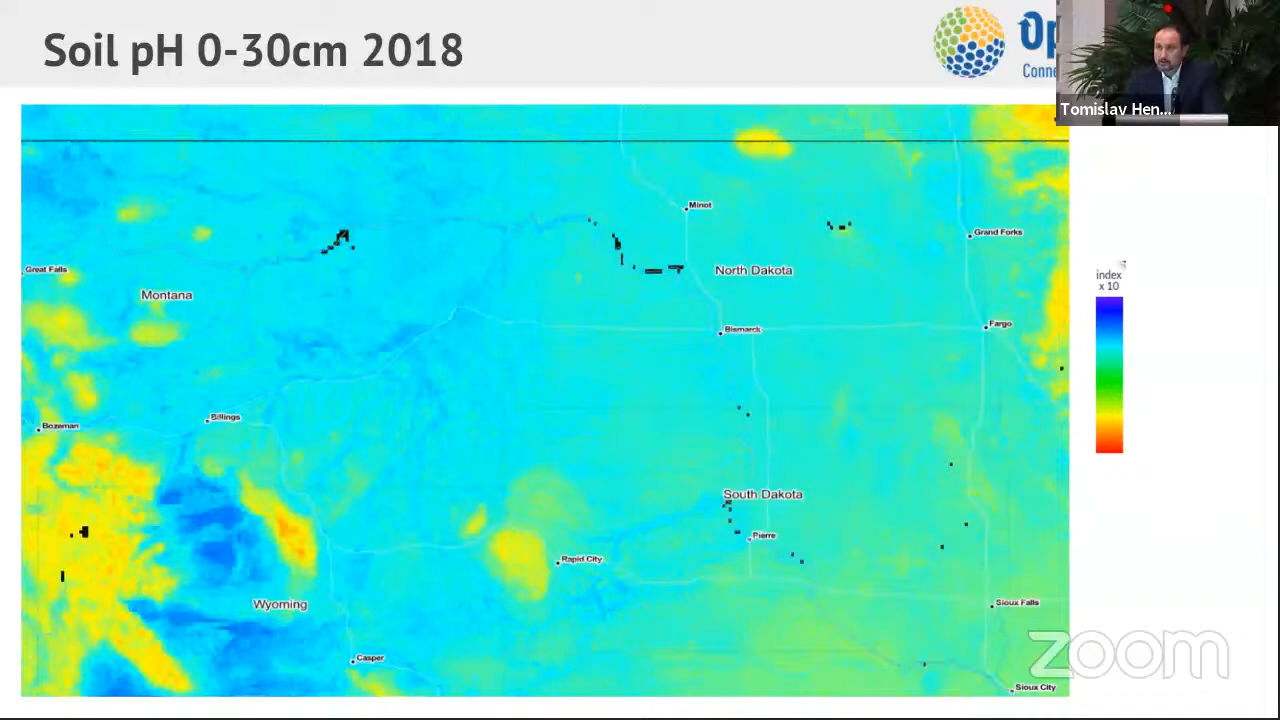 Soil pH 0-30cm 2018
Op
Conne
Tomislav Hen...
Minot
Grand Forks
Great Falls
North Dakota
Montana
index
x 10
Fargo
Bismarck
Billings
Bozeman
South Dakota
Pierre
Rapid City
Wyoming
Sioux Falls
Casper
Sioux City
zoom